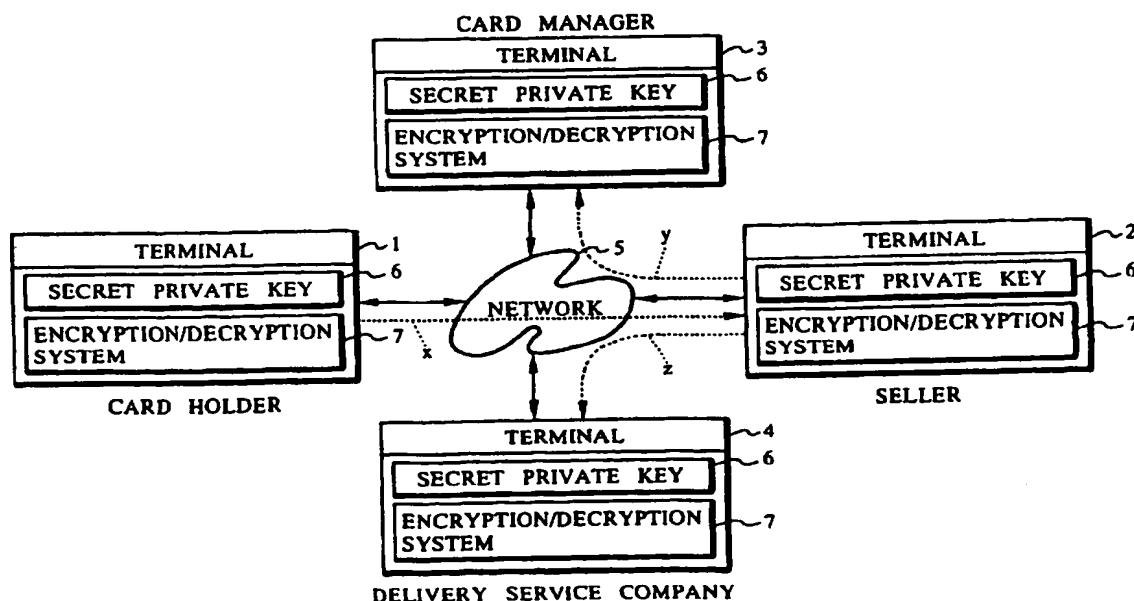 CARD MANAGER
TERMINAL
3
SECRET PRIVATE KEY
6
ENCRYPTION/DECRYPTION
SYSTEM
7
TERMINAL
1
SECRET PRIVATE KEY
6
ENCRYPTION/DECRYPTION
SYSTEM
7
CARD HOLDER
x
5
y
NETWORK
z
TERMINAL
2
SECRET PRIVATE KEY
6
ENCRYPTION/DECRYPTION
SYSTEM
7
SELLER
TERMINAL
4
SECRET PRIVATE KEY
6
ENCRYPTION/DECRYPTION
SYSTEM
7
DELIVERY SERVICE COMPANY